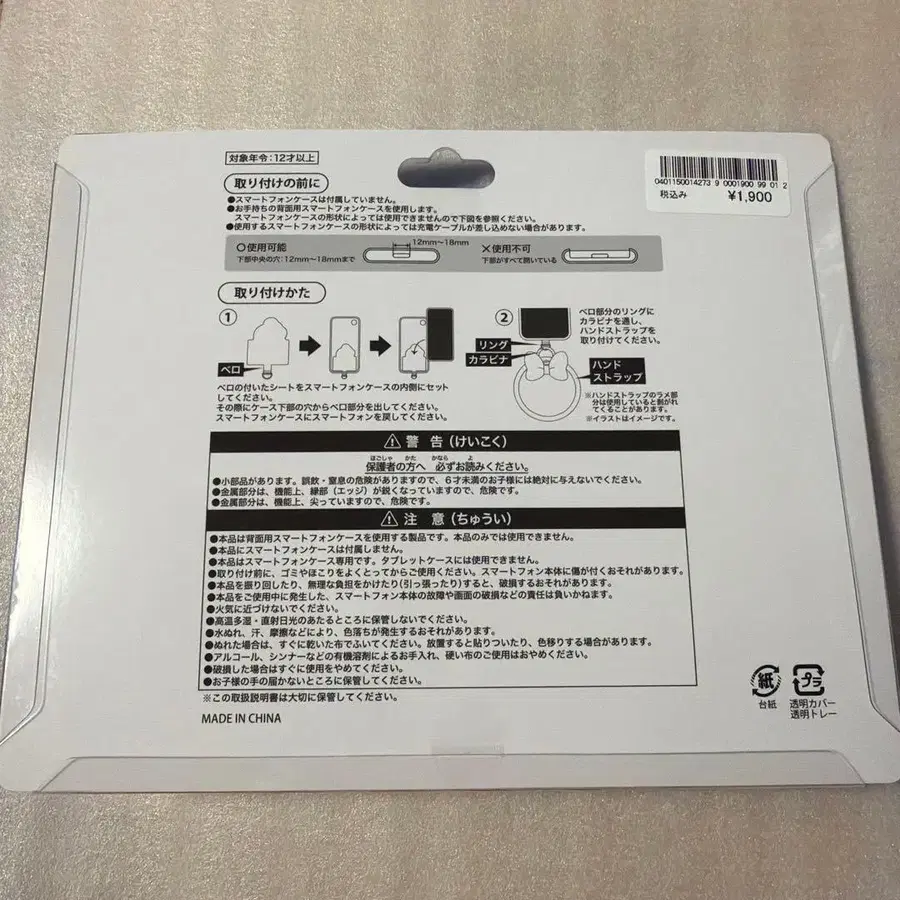 対象年令：12才以上
0401150014273 9 0001900 99 01 2
税込み ¥1,900
取り付けの前に
●スマートフォンケースは付属していません。
●お手持ちの背面用スマートフォンケースを使用します。
スマートフォンの形状によっては使用できませんので下図を参照ください。
●使用するスマートフォンケースの形状によっては充電ケーブルが差し込めない場合があります。
○使用可能
下部中央の穴：12mm～18mmまで
12mm～18mm
×使用不可
下部がすべて開いている
取り付けかた
①
ベロ
ベロの付いたシートをスマートフォンケースの内側にセット
してください。
その際にケース下部の穴からベロ部分を出してください。
スマートフォンケースにスマートフォンを戻してください。
②
リング
カラビナ
ベロ部分のリングに
カラビナを通し、
ハンドストラップを
取り付けてください。
ハンド
ストラップ
※ハンドストラップのラメ部
分は使用していると剝がれ
てくることがあります。
※イラストはイメージです。
⚠警 告（けいこく）
ほごしゃ かた かなら よ
保護者の方へ 必ずお読みください。
●小部品があります。誤飲・窒息の危険がありますので、6才未満のお子様には絶対に与えないでください。
●金属部分は、機能上、縁部（エッジ）が鋭くなっていますので、危険です。
●金属部分は、機能上、尖っていますので、危険です。
⚠注 意（ちゅうい）
●本品は背面用スマートフォンケースを使用する製品です。本品のみでは使用できません。
●本品にスマートフォンケースは付属しません。
●本品はスマートフォンケース専用です。タブレットケースには使用できません。
●取り付け前に、ゴミやほこりをよくとってからご使用ください。スマートフォン本体に傷が付くおそれがあります。
●本品を振り回したり、無理な負担をかけたり（引っ張ったり）すると、破損するおそれがあります。
●本品をご使用中に発生した、スマートフォン本体の故障や画面の破損などの責任は負いかねます。
●火気に近づけないでください。
●高温多湿・直射日光のあたるところに保管しないでください。
●水ぬれ、汗、摩擦などにより、色落ちが発生するおそれがあります。
●ぬれた場合は、すぐに乾いた布でふいてください。放置すると貼りついたり、色移りする場合があります。
●アルコール、シンナーなどの有機溶剤によるお手入れ、硬い布のご使用はおやめください。
●破損した場合はすぐに使用をやめてください。
●お子様の手の届かないところに保管してください。
※この取扱説明書は大切に保管してください。
MADE IN CHINA
紙
台紙
プラ
透明カバー
透明トレー